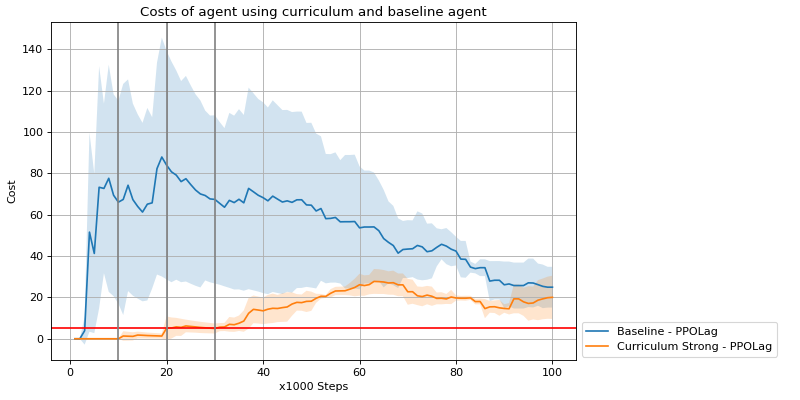 Costs of agent using curriculum and baseline agent
Cost
140
120
100
80
60
40
20
0
0 20 40 60 80 100
x1000 Steps
Baseline - PPOLag
Curriculum Strong - PPOLag